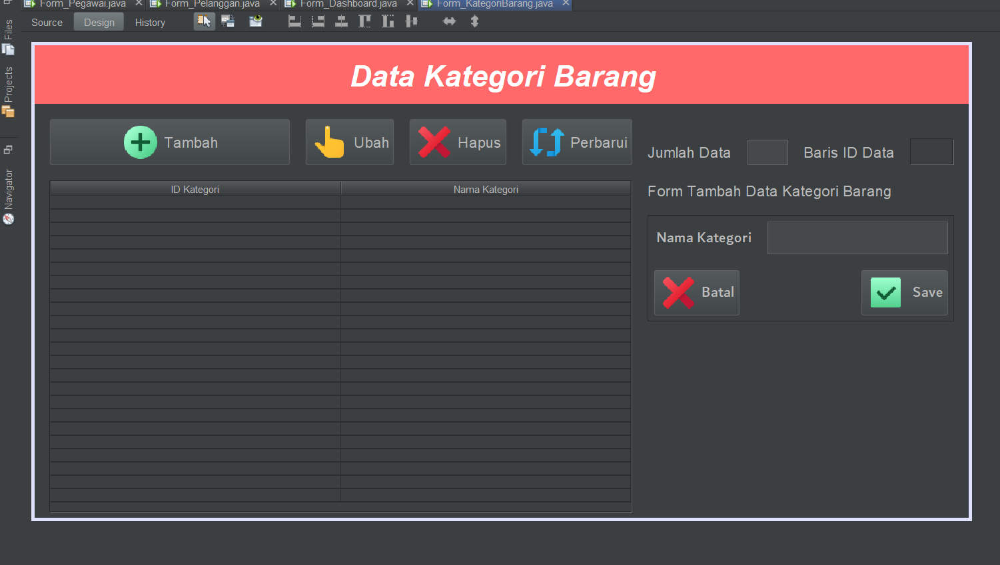 Form_Pegawai.java Form_Pelanggan.java Form_Dashboard.java Form_KategoriBarang.java
Source Design History
Files
Projects
Navigator
Data Kategori Barang
Tambah Ubah Hapus Perbarui
Jumlah Data Baris ID Data
ID Kategori Nama Kategori
Form Tambah Data Kategori Barang
Nama Kategori
Batal Save